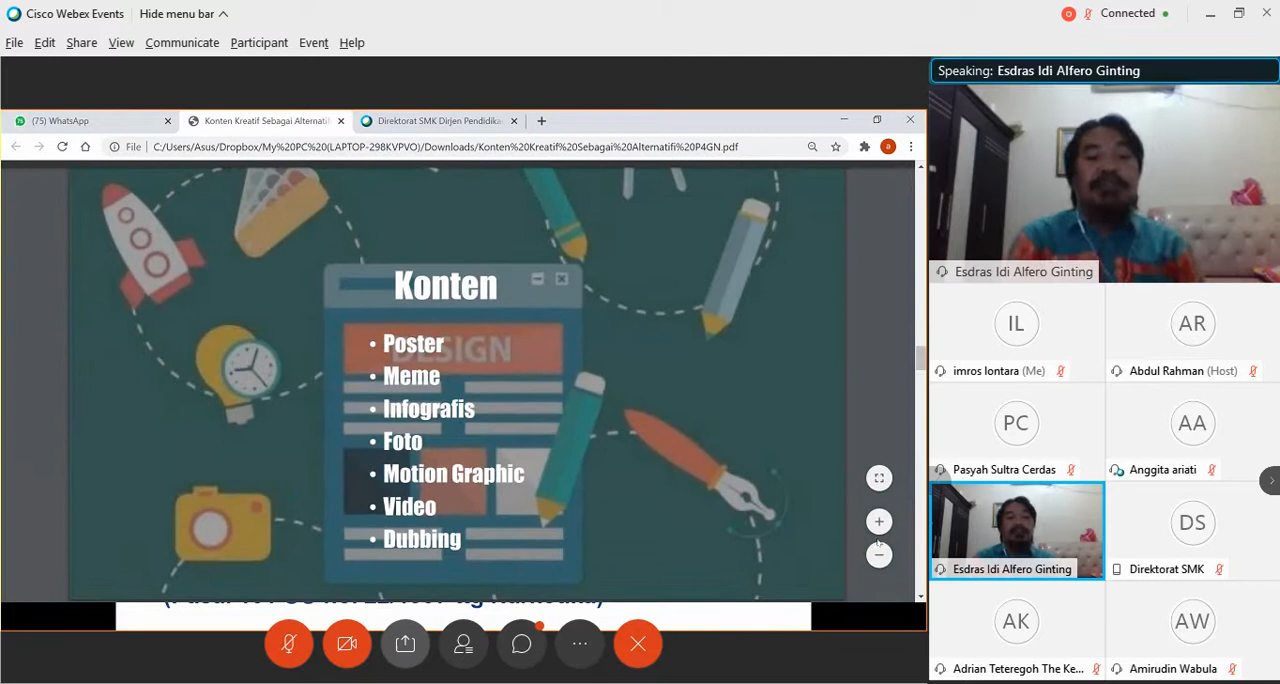 Cisco Webex Events
Hide menu bar
Connected
File Edit Share View Communicate Participant Event Help
Speaking: Esdras Idi Alfero Ginting
(75) WhatsApp
Konten Kreatif Sebagai Alternati
Direktorat SMK Dirjen Pendidika
File
C:/Users/Asus/Dropbox/My%20PC%20(LAPTOP-298KVPVO)/Downloads/Konten%20Kreatif%20Sebagai%20Alternatifi%20P4GN.pdf
a
Konten
DESIGN
• Poster
• Meme
• Infografis
• Foto
• Motion Graphic
• Video
• Dubbing
Esdras Idi Alfero Ginting
IL
imros lontara (Me)
AR
Abdul Rahman (Host)
PC
Pasyah Sultra Cerdas
AA
Anggita ariati
Esdras Idi Alfero Ginting
DS
Direktorat SMK
AK
Adrian Teteregoh The Ke...
AW
Amirudin Wabula